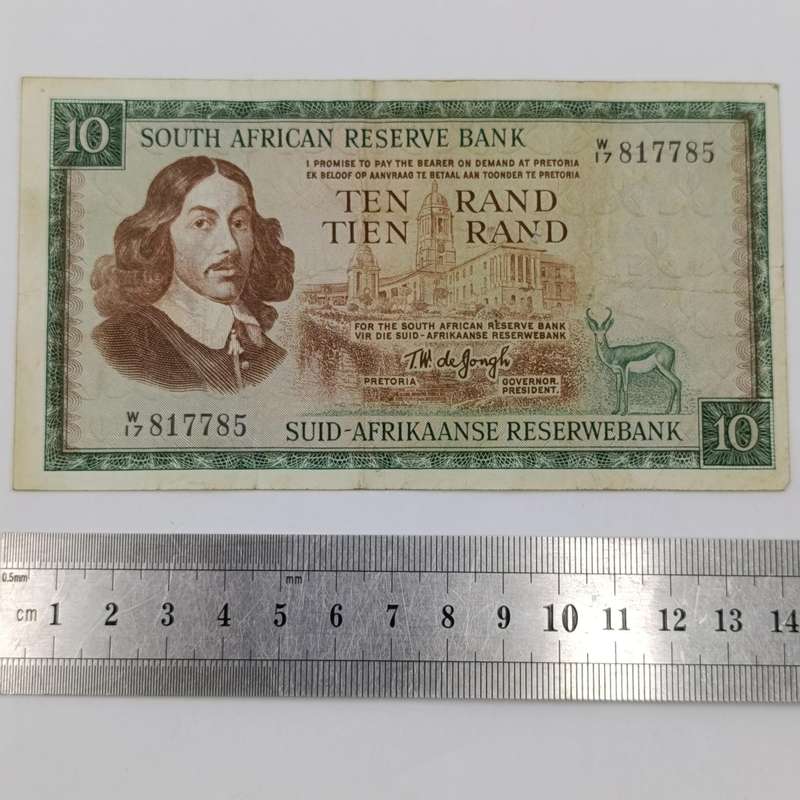 10
SOUTH AFRICAN RESERVE BANK
W/17 817785
I PROMISE TO PAY THE BEARER ON DEMAND AT PRETORIA
EK BELOOF OP AANVRAAG TE BETAAL AAN TOONDER TE PRETORIA
TEN RAND
TIEN RAND
FOR THE SOUTH AFRICAN RESERVE BANK
VIR DIE SUID-AFRIKAANSE RESERWEBANK
T.W. de Jongh
PRETORIA GOVERNOR.
PRESIDENT.
W/17 817785
SUID-AFRIKAANSE RESERWEBANK
10
0.5mm mm
cm 1 2 3 4 5 6 7 8 9 10 11 12 13 14